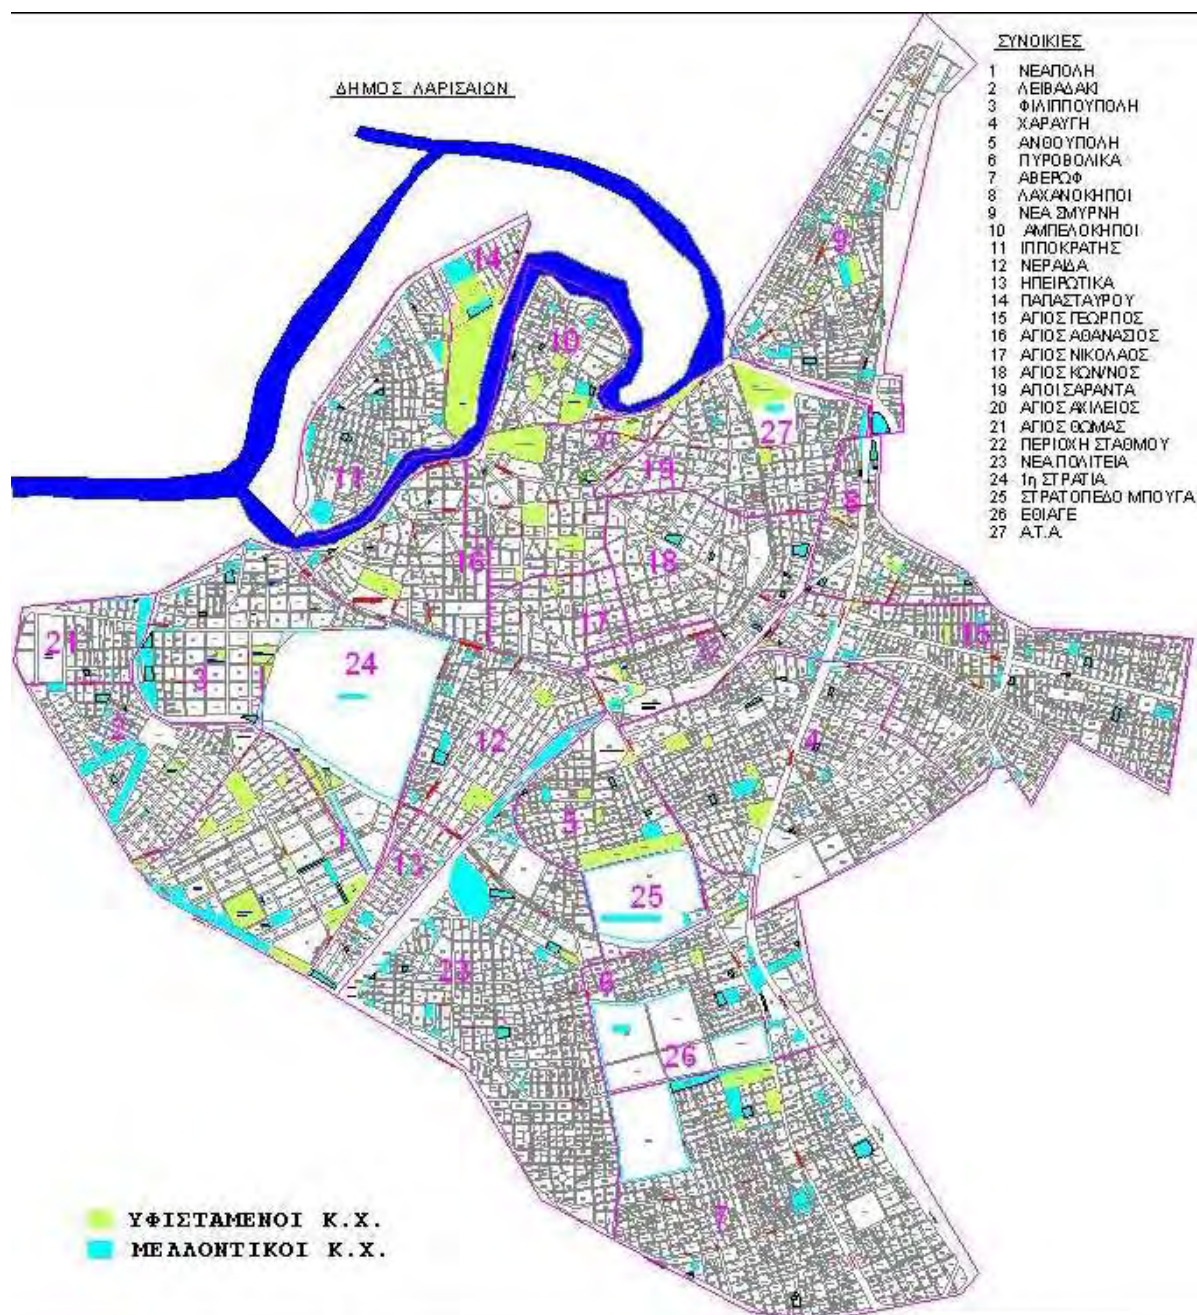 ΔΗΜΟΣ ΛΑΡΙΣΑΙΩΝ
ΣΥΝΟΙΚΙΕΣ
1 ΝΕΑΠΟΛΗ
2 ΛΕΙΒΑΔΑΚΙ
3 ΦΙΛΙΠΠΟΥΠΟΛΗ
4 ΧΑΡΑΥΓΗ
5 ΑΝΘΟΥΠΟΛΗ
6 ΠΥΡΟΒΟΛΙΚΑ
7 ΑΒΕΡΩΦ
8 ΛΑΧΑΝΟΚΗΠΟΙ
9 ΝΕΑ ΣΜΥΡΝΗ
10 ΑΜΠΕΛΟΚΗΠΟΙ
11 ΙΠΠΟΚΡΑΤΗΣ
12 ΝΕΡΑΙΔΑ
13 ΗΠΕΙΡΩΤΙΚΑ
14 ΠΑΠΑΣΤΑΥΡΟΥ
15 ΑΓΙΟΣ ΓΕΩΡΓΙΟΣ
16 ΑΓΙΟΣ ΑΘΑΝΑΣΙΟΣ
17 ΑΓΙΟΣ ΝΙΚΟΛΑΟΣ
18 ΑΓΙΟΣ ΚΩΝ/ΝΟΣ
19 ΑΓΙΟΙ ΣΑΡΑΝΤΑ
20 ΑΓΙΟΣ ΑΧΙΛΕΙΟΣ
21 ΑΓΙΟΣ ΘΩΜΑΣ
22 ΠΕΡΙΟΧΗ ΣΤΑΘΜΟΥ
23 ΝΕΑ ΠΟΛΙΤΕΙΑ
24 1η ΣΤΡΑΤΙΑ
25 ΣΤΡΑΤΟΠΕΔΟ ΜΠΟΥΓΑ
26 ΕΘΙΑΓΕ
27 Α.Τ.Α.
9
14
10
27
20
19
11
8
16
18
17
15
22
21
3
24
2
12
4
5
1
13
25
23
6
26
7
ΥΦΙΣΤΑΜΕΝΟΙ Κ.Χ.
ΜΕΛΛΟΝΤΙΚΟΙ Κ.Χ.